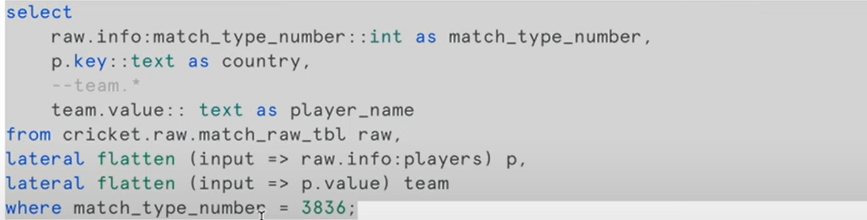 select
raw.info:match_type_number::int as match_type_number,
p.key::text as country,
--team.*
team.value:: text as player_name
from cricket.raw.match_raw_tbl raw,
lateral flatten (input => raw.info:players) p,
lateral flatten (input => p.value) team
where match_type_number = 3836;